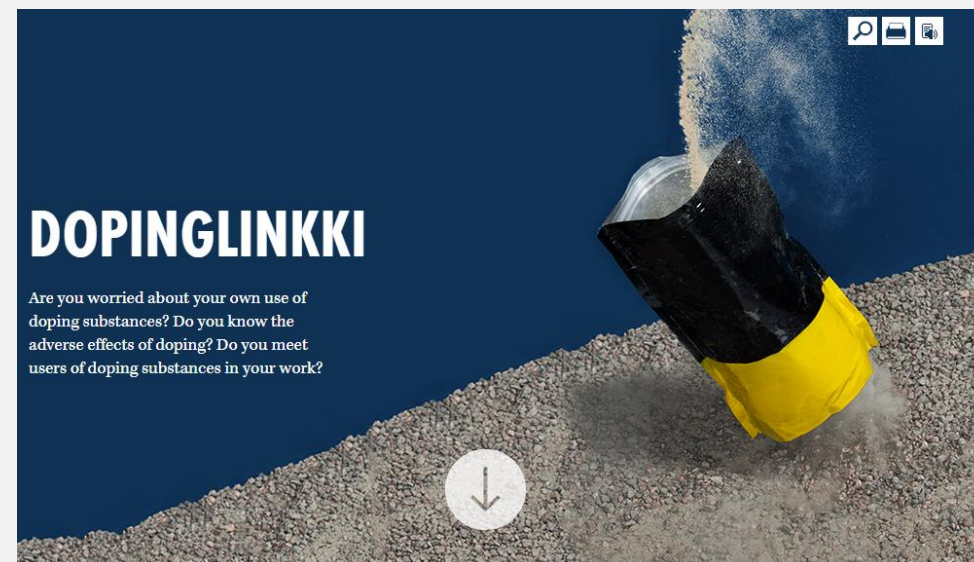 DOPINGLINKKI
Are you worried about your own use of
doping substances? Do you know the
adverse effects of doping? Do you meet
users of doping substances in your work?